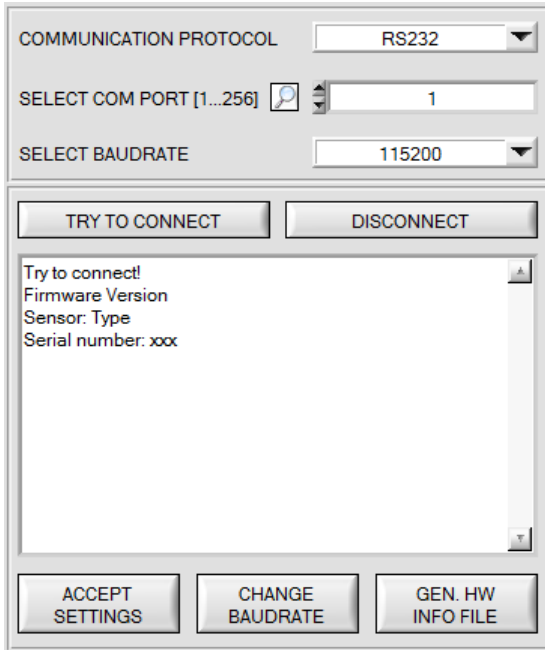 COMMUNICATION PROTOCOL RS232
SELECT COM PORT [1...256] 1
SELECT BAUDRATE 115200
TRY TO CONNECT DISCONNECT
Try to connect!
Firmware Version
Sensor: Type
Serial number: xxx
ACCEPT CHANGE GEN. HW
SETTINGS BAUDRATE INFO FILE